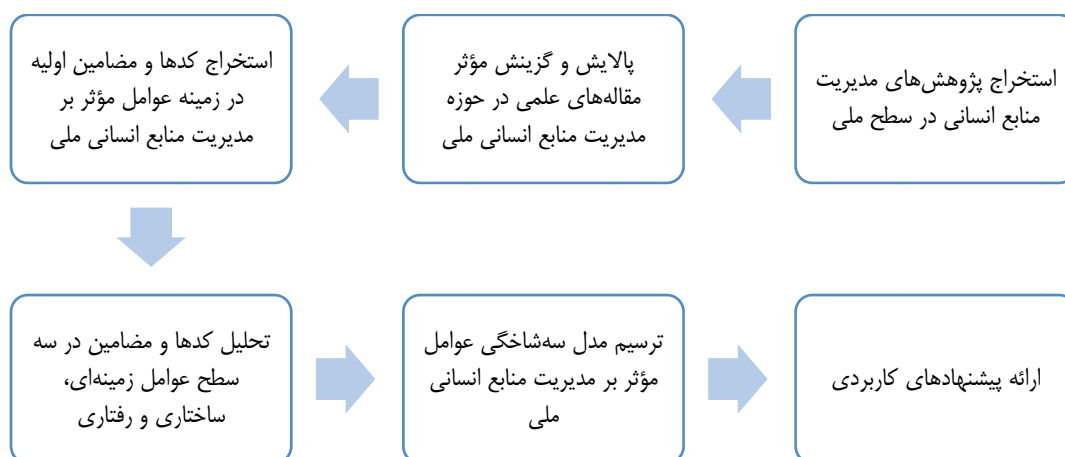 استخراج پژوهش‌های مدیریت
منابع انسانی در سطح ملی
پالایش و گزینش مؤثر
مقاله‌های علمی در حوزه
مدیریت منابع انسانی ملی
استخراج کدها و مضامین اولیه
در زمینه عوامل مؤثر بر
مدیریت منابع انسانی ملی
تحلیل کدها و مضامین در سه
سطح عوامل زمینه‌ای،
ساختاری و رفتاری
ترسیم مدل سه‌شاخگی عوامل
مؤثر بر مدیریت منابع انسانی
ملی
ارائه پیشنهادهای کاربردی